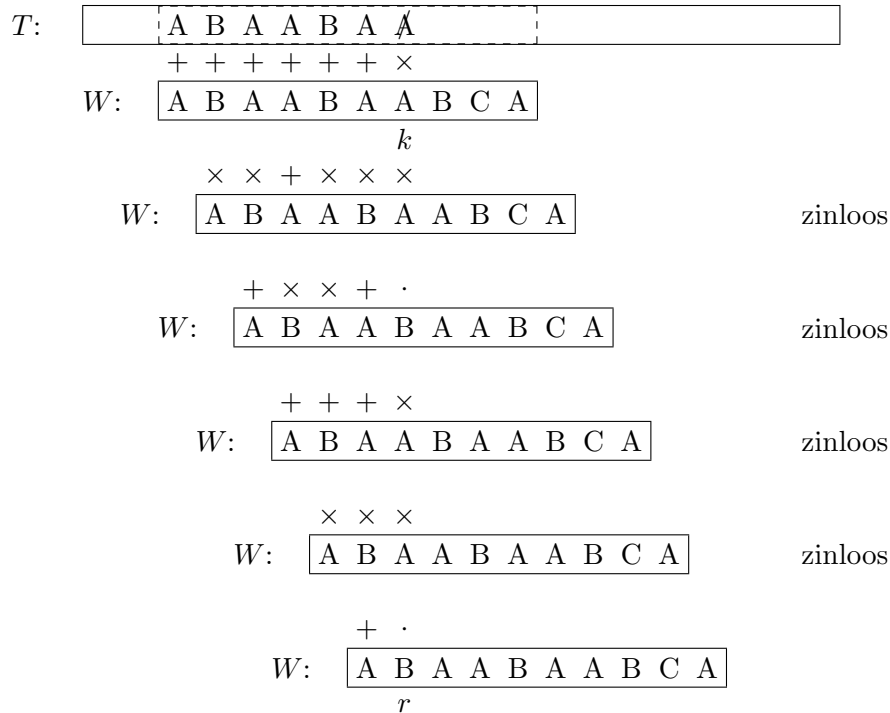 T: A B A A B A A̸
+ + + + + + ×
W: A B A A B A A B C A
k
× × + × × ×
W: A B A A B A A B C A zinloos
+ × × + ·
W: A B A A B A A B C A zinloos
+ + + ×
W: A B A A B A A B C A zinloos
× × ×
W: A B A A B A A B C A zinloos
+ ·
W: A B A A B A A B C A
r